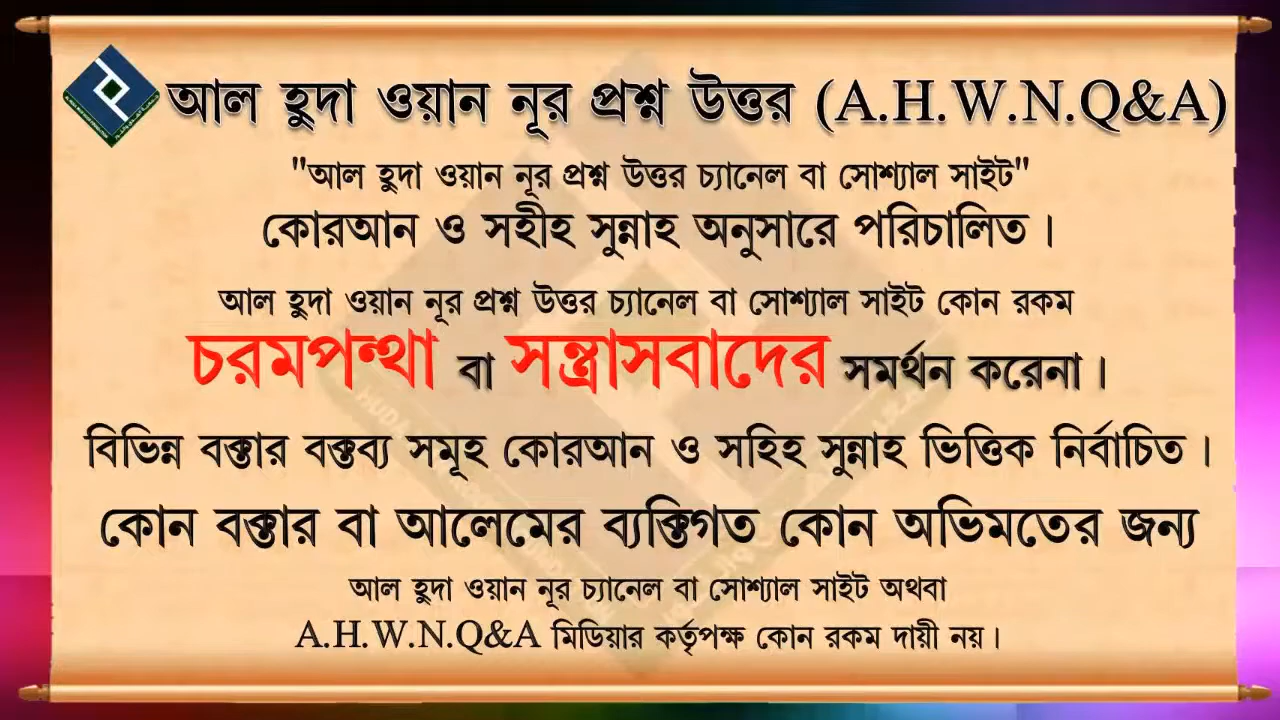 আল হুদা ওয়ান নূর প্রশ্ন উত্তর (A.H.W.N.Q&A)
"আল হুদা ওয়ান নূর প্রশ্ন উত্তর চ্যানেল বা সোশ্যাল সাইট"
কোরআন ও সহীহ সুন্নাহ অনুসারে পরিচালিত।
আল হুদা ওয়ান নূর প্রশ্ন উত্তর চ্যানেল বা সোশ্যাল সাইট কোন রকম
চরমপন্থা বা সন্ত্রাসবাদের সমর্থন করেনা।
বিভিন্ন বক্তার বক্তব্য সমূহ কোরআন ও সহিহ সুন্নাহ ভিত্তিক নির্বাচিত।
কোন বক্তার বা আলেমের ব্যক্তিগত কোন অভিমতের জন্য
আল হুদা ওয়ান নূর চ্যানেল বা সোশ্যাল সাইট অথবা
A.H.W.N.Q&A মিডিয়ার কর্তৃপক্ষ কোন রকম দায়ী নয়।